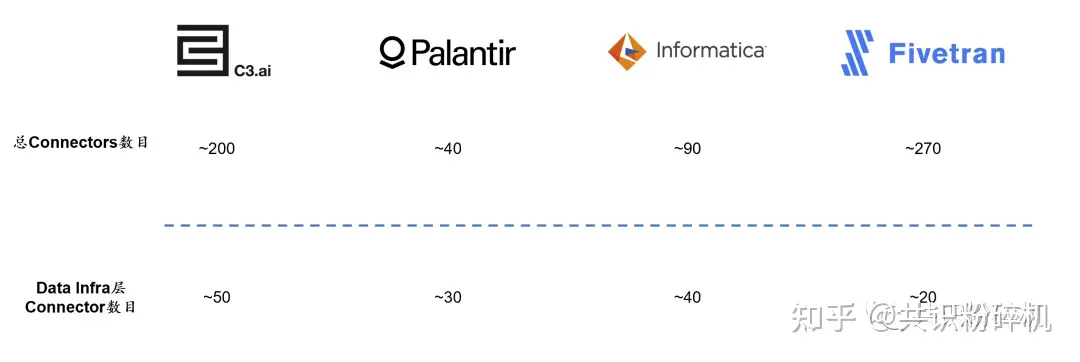 C3.ai
Palantir
Informatica
Fivetran
总Connectors数目
~200
~40
~90
~270
Data Infra层
Connector数目
~50
~30
~40
~20
知乎 @共识粉碎机